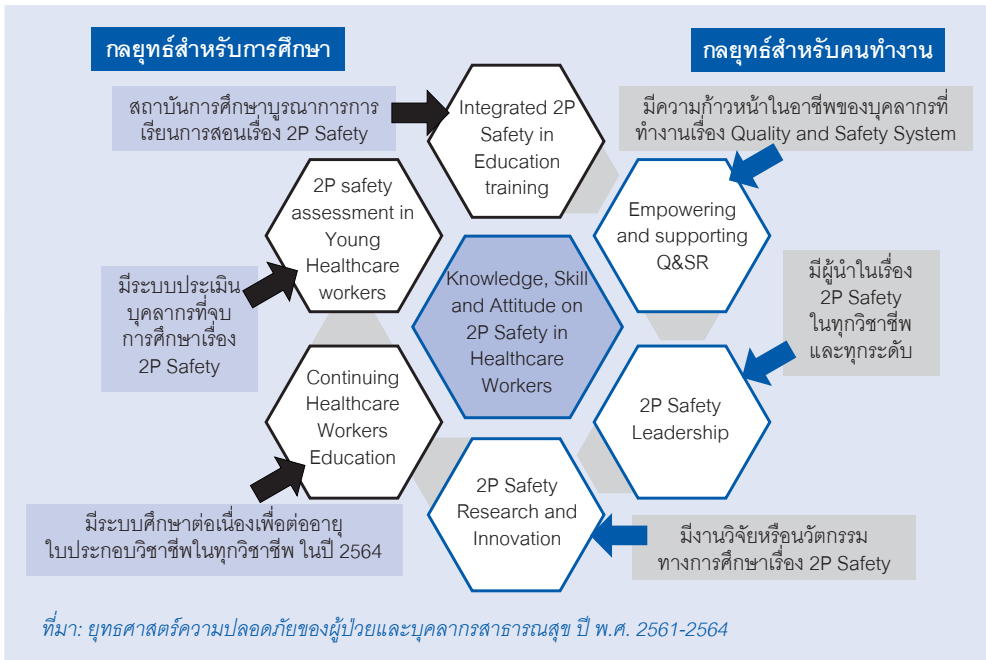 กลยุทธ์สำหรับการศึกษา
กลยุทธ์สำหรับคนทำงาน
สถาบันการศึกษาบูรณาการการ
เรียนการสอนเรื่อง 2P Safety
Integrated 2P
Safety in
Education
training
มีความก้าวหน้าในอาชีพของบุคลากรที่
ทำงานเรื่อง Quality and Safety System
2P safety
assessment in
Young
Healthcare
workers
Empowering
and supporting
Q&SR
มีระบบประเมิน
บุคลากรที่จบ
การศึกษาเรื่อง
2P Safety
Knowledge, Skill
and Attitude on
2P Safety in
Healthcare
Workers
มีผู้นำในเรื่อง
2P Safety
ในทุกวิชาชีพ
และทุกระดับ
Continuing
Healthcare
Workers
Education
2P Safety
Leadership
2P Safety
Research and
Innovation
มีระบบศึกษาต่อเนื่องเพื่อต่ออายุ
ใบประกอบวิชาชีพในทุกวิชาชีพ ในปี 2564
มีงานวิจัยหรือนวัตกรรม
ทางการศึกษาเรื่อง 2P Safety
ที่มา: ยุทธศาสตร์ความปลอดภัยของผู้ป่วยและบุคลากรสาธารณสุข ปี พ.ศ. 2561-2564